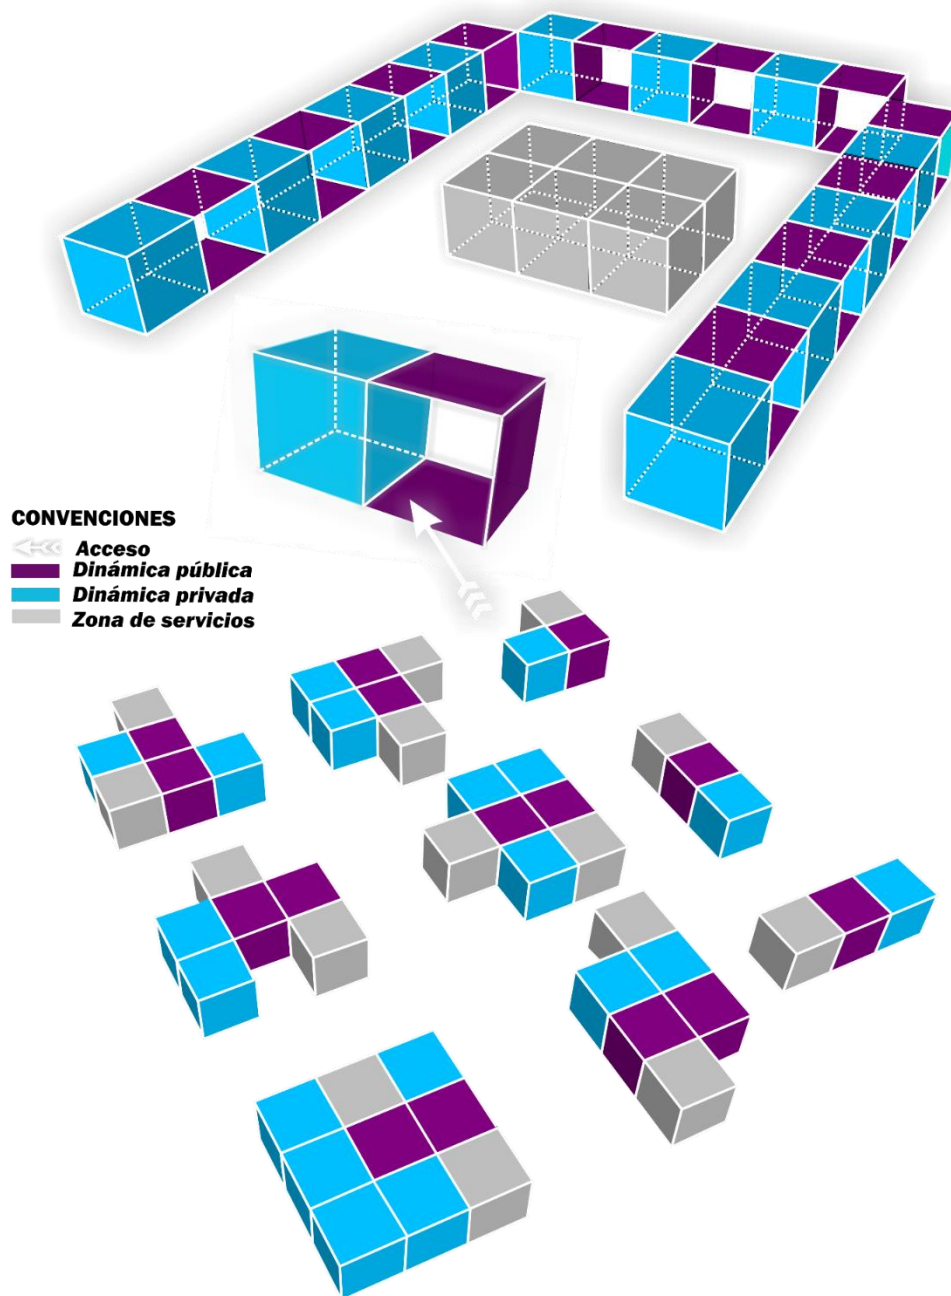 CONVENCIONES
Acceso
Dinámica pública
Dinámica privada
Zona de servicios